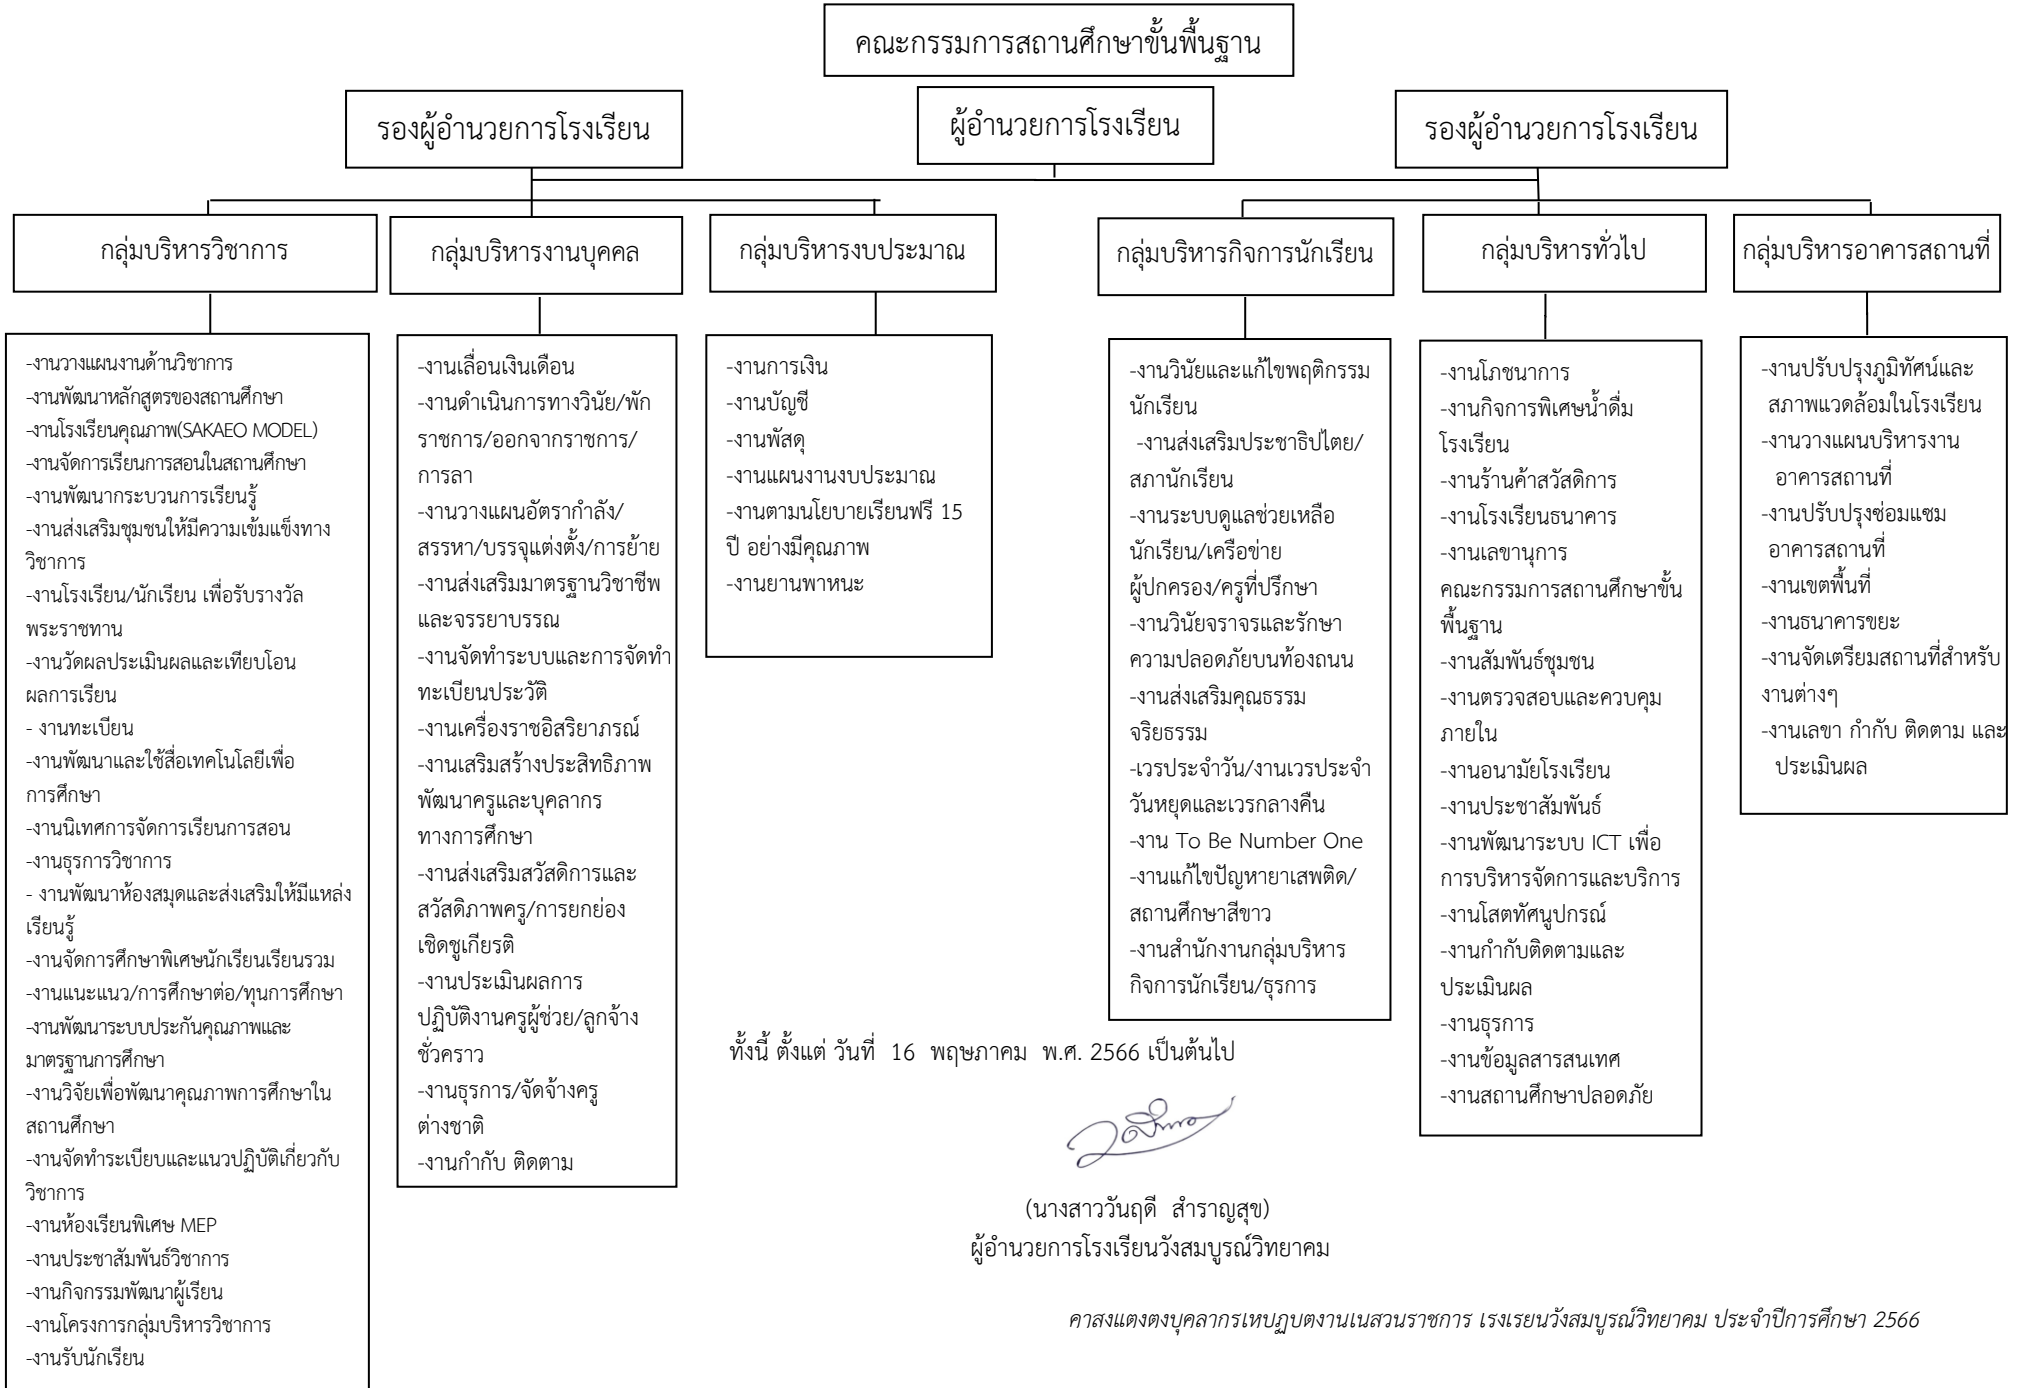 คณะกรรมการสถานศึกษาขั้นพื้นฐาน
รองผู้อำนวยการโรงเรียน
ผู้อำนวยการโรงเรียน
รองผู้อำนวยการโรงเรียน
กลุ่มบริหารวิชาการ
กลุ่มบริหารงานบุคคล
กลุ่มบริหารงบประมาณ
กลุ่มบริหารกิจการนักเรียน
กลุ่มบริหารทั่วไป
กลุ่มบริหารอาคารสถานที่
-งานวางแผนงานด้านวิชาการ
-งานพัฒนาหลักสูตรของสถานศึกษา
-งานโรงเรียนคุณภาพ(SAKAEO MODEL)
-งานจัดการเรียนการสอนในสถานศึกษา
-งานพัฒนากระบวนการเรียนรู้
-งานส่งเสริมชุมชนให้มีความเข้มแข็งทาง
วิชาการ
-งานโรงเรียน/นักเรียน เพื่อรับรางวัล
พระราชทาน
-งานวัดผลประเมินผลและเทียบโอน
ผลการเรียน
- งานทะเบียน
-งานพัฒนาและใช้สื่อเทคโนโลยีเพื่อ
การศึกษา
-งานนิเทศการจัดการเรียนการสอน
-งานธุรการวิชาการ
- งานพัฒนาห้องสมุดและส่งเสริมให้มีแหล่ง
เรียนรู้
-งานจัดการศึกษาพิเศษนักเรียนเรียนรวม
-งานแนะแนว/การศึกษาต่อ/ทุนการศึกษา
-งานพัฒนาระบบประกันคุณภาพและ
มาตรฐานการศึกษา
-งานวิจัยเพื่อพัฒนาคุณภาพการศึกษาใน
สถานศึกษา
-งานจัดทำระเบียบและแนวปฏิบัติเกี่ยวกับ
วิชาการ
-งานห้องเรียนพิเศษ MEP
-งานประชาสัมพันธ์วิชาการ
-งานกิจกรรมพัฒนาผู้เรียน
-งานโครงการกลุ่มบริหารวิชาการ
-งานรับนักเรียน
-งานเลื่อนเงินเดือน
-งานดำเนินการทางวินัย/พัก
ราชการ/ออกจากราชการ/
การลา
-งานวางแผนอัตรากำลัง/
สรรหา/บรรจุแต่งตั้ง/การย้าย
-งานส่งเสริมมาตรฐานวิชาชีพ
และจรรยาบรรณ
-งานจัดทำระบบและการจัดทำ
ทะเบียนประวัติ
-งานเครื่องราชอิสริยาภรณ์
-งานเสริมสร้างประสิทธิภาพ
พัฒนาครูและบุคลากร
ทางการศึกษา
-งานส่งเสริมสวัสดิการและ
สวัสดิภาพครู/การยกย่อง
เชิดชูเกียรติ
-งานประเมินผลการ
ปฏิบัติงานครูผู้ช่วย/ลูกจ้าง
ชั่วคราว
-งานธุรการ/จัดจ้างครู
ต่างชาติ
-งานกำกับ ติดตาม
-งานการเงิน
-งานบัญชี
-งานพัสดุ
-งานแผนงานงบประมาณ
-งานตามนโยบายเรียนฟรี 15
ปี อย่างมีคุณภาพ
-งานยานพาหนะ
-งานวินัยและแก้ไขพฤติกรรม
นักเรียน
-งานส่งเสริมประชาธิปไตย/
สภานักเรียน
-งานระบบดูแลช่วยเหลือ
นักเรียน/เครือข่าย
ผู้ปกครอง/ครูที่ปรึกษา
-งานวินัยจราจรและรักษา
ความปลอดภัยบนท้องถนน
-งานส่งเสริมคุณธรรม
จริยธรรม
-เวรประจำวัน/งานเวรประจำ
วันหยุดและเวรกลางคืน
-งาน To Be Number One
-งานแก้ไขปัญหายาเสพติด/
สถานศึกษาสีขาว
-งานสำนักงานกลุ่มบริหาร
กิจการนักเรียน/ธุรการ
-งานโภชนาการ
-งานกิจการพิเศษน้ำดื่ม
โรงเรียน
-งานร้านค้าสวัสดิการ
-งานโรงเรียนธนาคาร
-งานเลขานุการ
คณะกรรมการสถานศึกษาขั้น
พื้นฐาน
-งานสัมพันธ์ชุมชน
-งานตรวจสอบและควบคุม
ภายใน
-งานอนามัยโรงเรียน
-งานประชาสัมพันธ์
-งานพัฒนาระบบ ICT เพื่อ
การบริหารจัดการและบริการ
-งานโสตทัศนูปกรณ์
-งานกำกับติดตามและ
ประเมินผล
-งานธุรการ
-งานข้อมูลสารสนเทศ
-งานสถานศึกษาปลอดภัย
-งานปรับปรุงภูมิทัศน์และ
สภาพแวดล้อมในโรงเรียน
-งานวางแผนบริหารงาน
อาคารสถานที่
-งานปรับปรุงซ่อมแซม
อาคารสถานที่
-งานเขตพื้นที่
-งานธนาคารขยะ
-งานจัดเตรียมสถานที่สำหรับ
งานต่างๆ
-งานเลขา กำกับ ติดตาม และ
ประเมินผล
ทั้งนี้ ตั้งแต่ วันที่ 16 พฤษภาคม พ.ศ. 2566 เป็นต้นไป
(นางสาววันฤดี สำราญสุข)
ผู้อำนวยการโรงเรียนวังสมบูรณ์วิทยาคม
คาสงแตงตงบุคลากรเหปฏบตงานเนสวนราชการ เรงเรยนวังสมบูรณ์วิทยาคม ประจำปีการศึกษา 2566